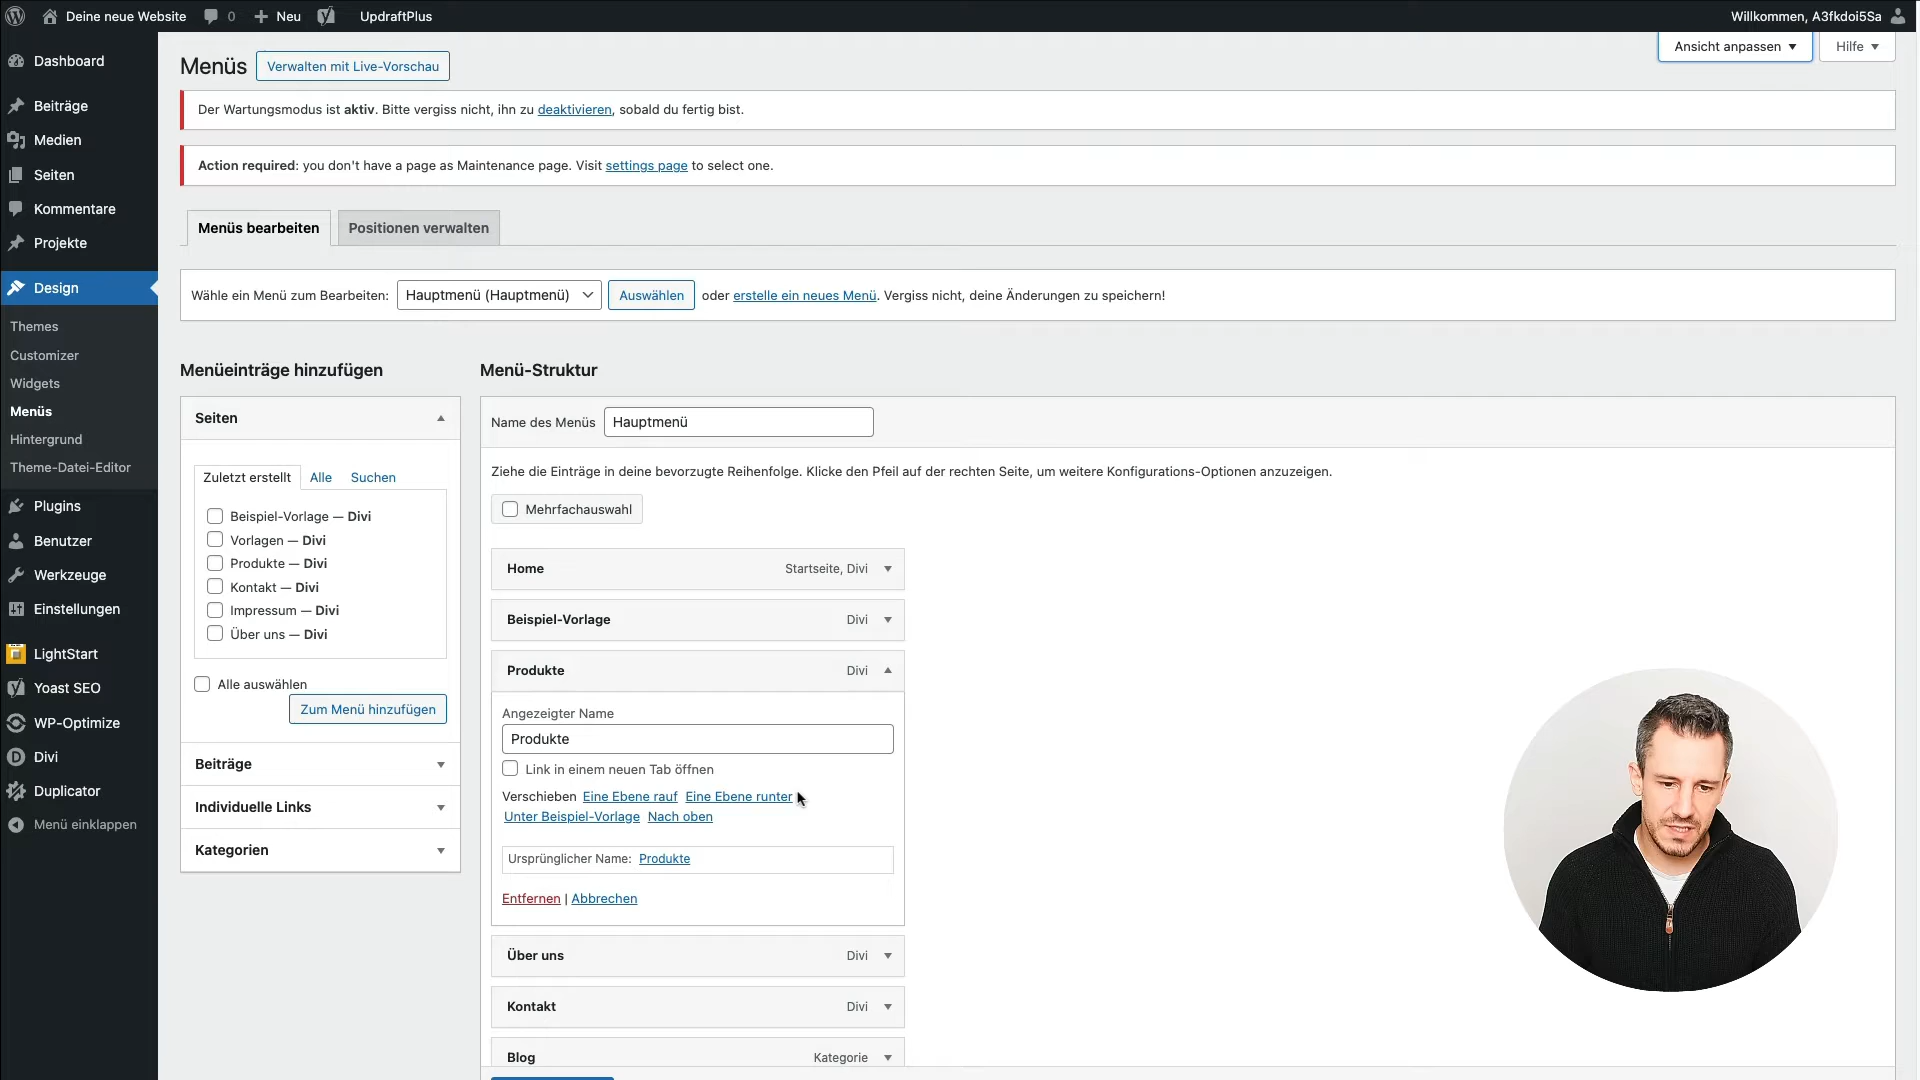 Deine neue Website 0 Neu UpdraftPlus Willkommen, A3fkdoi5Sa
Ansicht anpassen Hilfe
Dashboard
Beiträge
Medien
Seiten
Kommentare
Projekte
Design
Themes
Customizer
Widgets
Menüs
Hintergrund
Theme-Datei-Editor
Plugins
Benutzer
Werkzeuge
Einstellungen
LightStart
Yoast SEO
WP-Optimize
Divi
Duplicator
Menü einklappen
Menüs Verwalten mit Live-Vorschau
Der Wartungsmodus ist aktiv. Bitte vergiss nicht, ihn zu deaktivieren, sobald du fertig bist.
Action required: you don't have a page as Maintenance page. Visit settings page to select one.
Menüs bearbeiten Positionen verwalten
Wähle ein Menü zum Bearbeiten: Hauptmenü (Hauptmenü) Auswählen oder erstelle ein neues Menü. Vergiss nicht, deine Änderungen zu speichern!
Menüeinträge hinzufügen
Seiten
Zuletzt erstellt Alle Suchen
Beispiel-Vorlage — Divi
Vorlagen — Divi
Produkte — Divi
Kontakt — Divi
Impressum — Divi
Über uns — Divi
Alle auswählen
Zum Menü hinzufügen
Beiträge
Individuelle Links
Kategorien
Menü-Struktur
Name des Menüs Hauptmenü
Ziehe die Einträge in deine bevorzugte Reihenfolge. Klicke den Pfeil auf der rechten Seite, um weitere Konfigurations-Optionen anzuzeigen.
Mehrfachauswahl
Home Startseite, Divi
Beispiel-Vorlage Divi
Produkte Divi
Angezeigter Name
Produkte
Link in einem neuen Tab öffnen
Verschieben Eine Ebene rauf Eine Ebene runter
Unter Beispiel-Vorlage Nach oben
Ursprünglicher Name: Produkte
Entfernen | Abbrechen
Über uns Divi
Kontakt Divi
Blog Kategorie